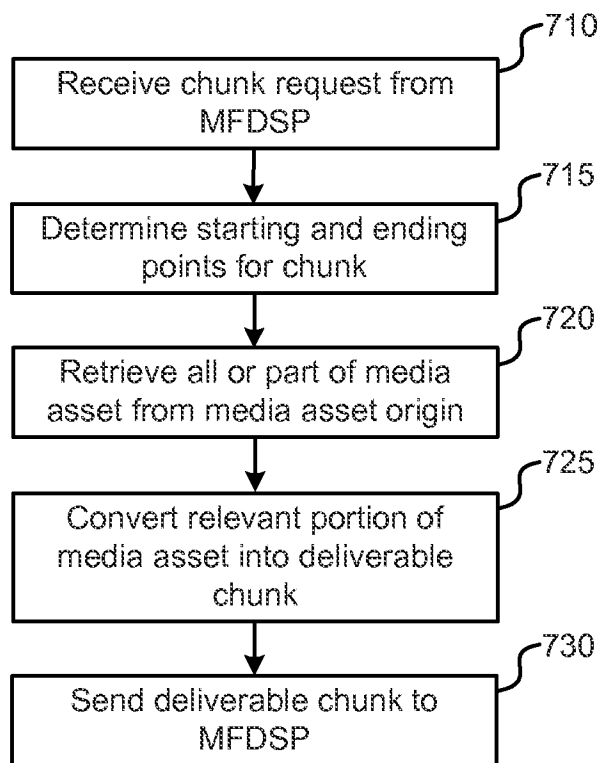 710
Receive chunk request from
MFDSP
715
Determine starting and ending
points for chunk
720
Retrieve all or part of media
asset from media asset origin
725
Convert relevant portion of
media asset into deliverable
chunk
730
Send deliverable chunk to
MFDSP